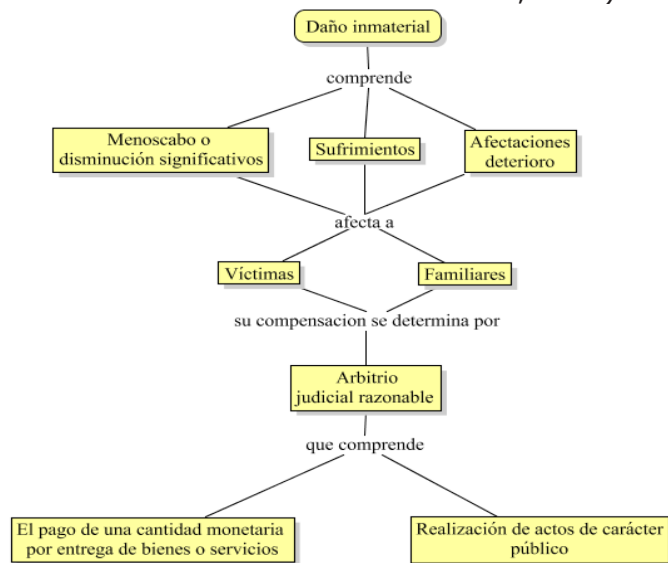 Daño inmaterial
comprende
Menoscabo o
disminución significativos
Sufrimientos
Afectaciones
deterioro
afecta a
Víctimas
Familiares
su compensacion se determina por
Arbitrio
judicial razonable
que comprende
El pago de una cantidad monetaria
por entrega de bienes o servicios
Realización de actos de carácter
público